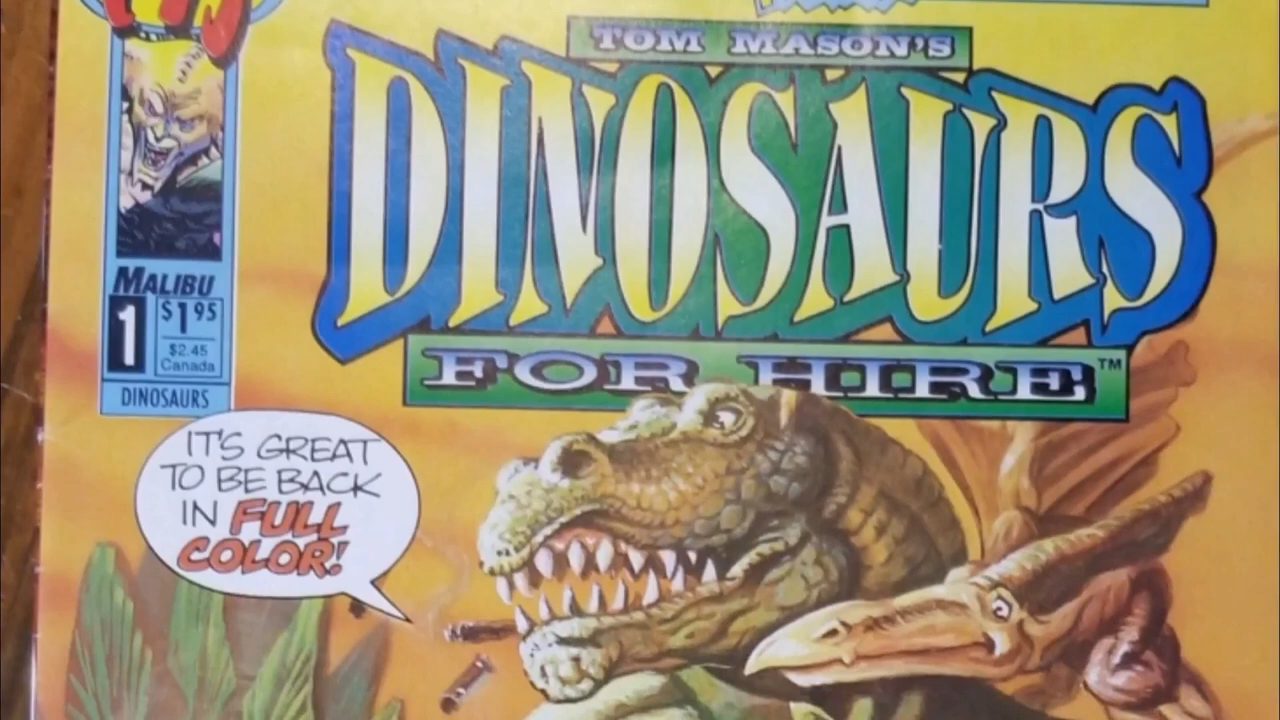 TOM MASON'S
DINOSAURS
FOR HIRE™
MALIBU
1
$1.95
$2.45
Canada
DINOSAURS
IT'S GREAT
TO BE BACK
IN FULL
COLOR!